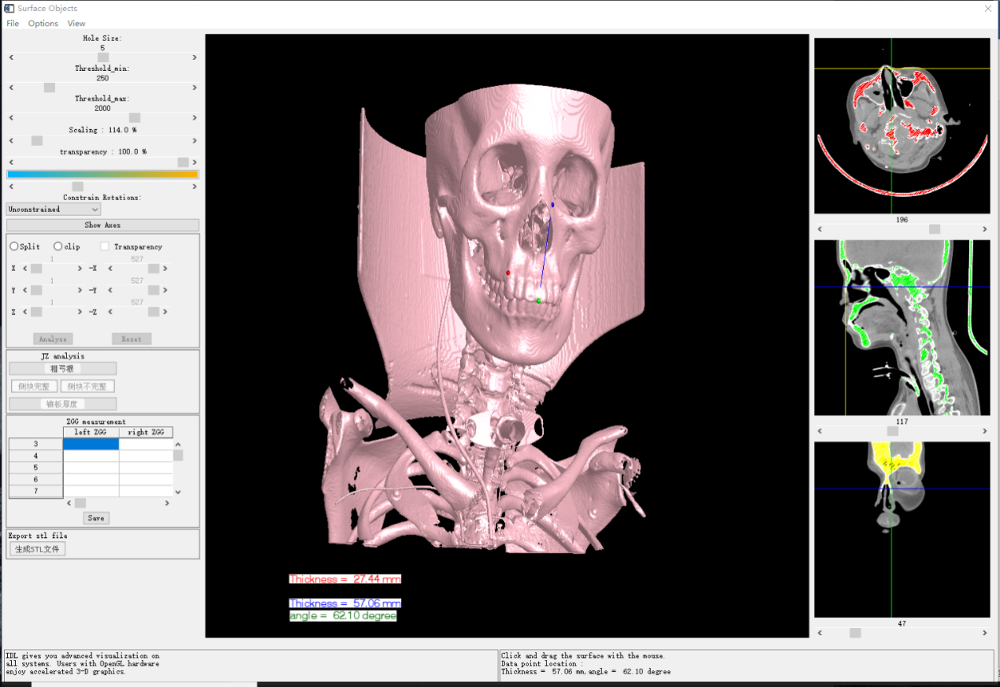 Surface Objects
File Options View
Hole Size:
5
Threshold_min:
250
Threshold_max:
2000
Scaling : 114.0 %
transparency : 100.0 %
Constrain Rotations:
Unconstrained
Show Axes
Split clip Transparency
1 527
X -X
1 527
Y -Y
1 527
Z -Z
Analyze Reset
JZ analysis
椎弓根
侧块完整 侧块不完整
锥板厚度
ZGG measurement
left ZGG right ZGG
3
4
5
6
7
Save
Export stl file
生成STL文件
Thickness = 27.44 mm
Thickness = 57.06 mm
angle = 62.10 degree
196
117
47
IDL gives you advanced visualization on
all systems. Users with OpenGL hardware
enjoy accelerated 3-D graphics.
Click and drag the surface with the mouse.
Data point location :
Thickness = 57.06 mm,angle = 62.10 degree